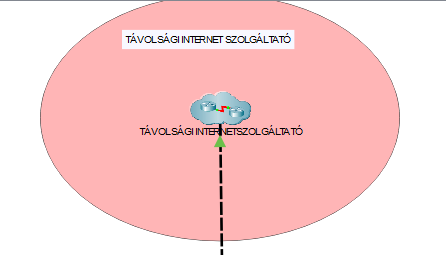 TÁVOLSÁGI INTERNET SZOLGÁLTATÓ
TÁVOLSÁGI INTERNETSZOLGÁLTATÓ